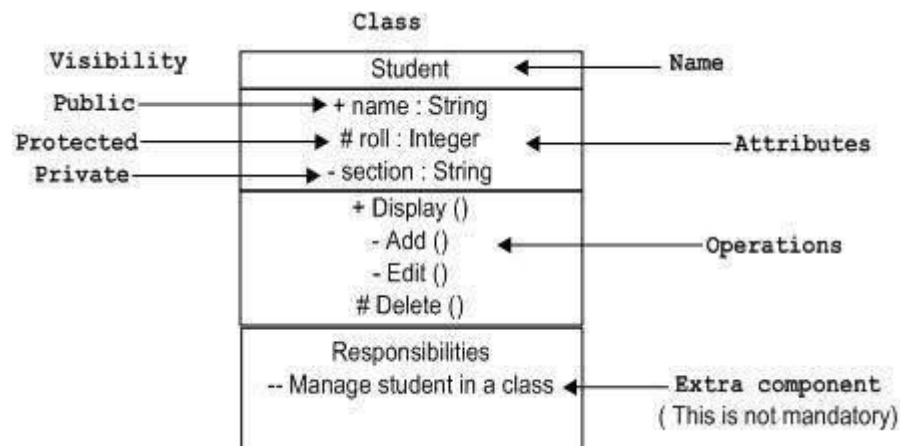 Class
Visibility
Student
Name
Public
+ name : String
Protected
# roll : Integer
Attributes
Private
- section : String
+ Display ()
- Add ()
Operations
- Edit ()
# Delete ()
Responsibilities
-- Manage student in a class
Extra component
( This is not mandatory)